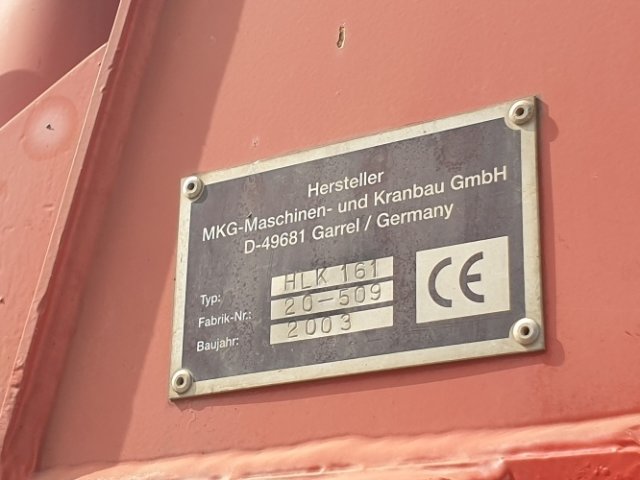 Hersteller
MKG-Maschinen- und Kranbau GmbH
D-49681 Garrel / Germany
Typ: HLK 161
Fabrik-Nr.: 20-509
Baujahr: 2003
CE